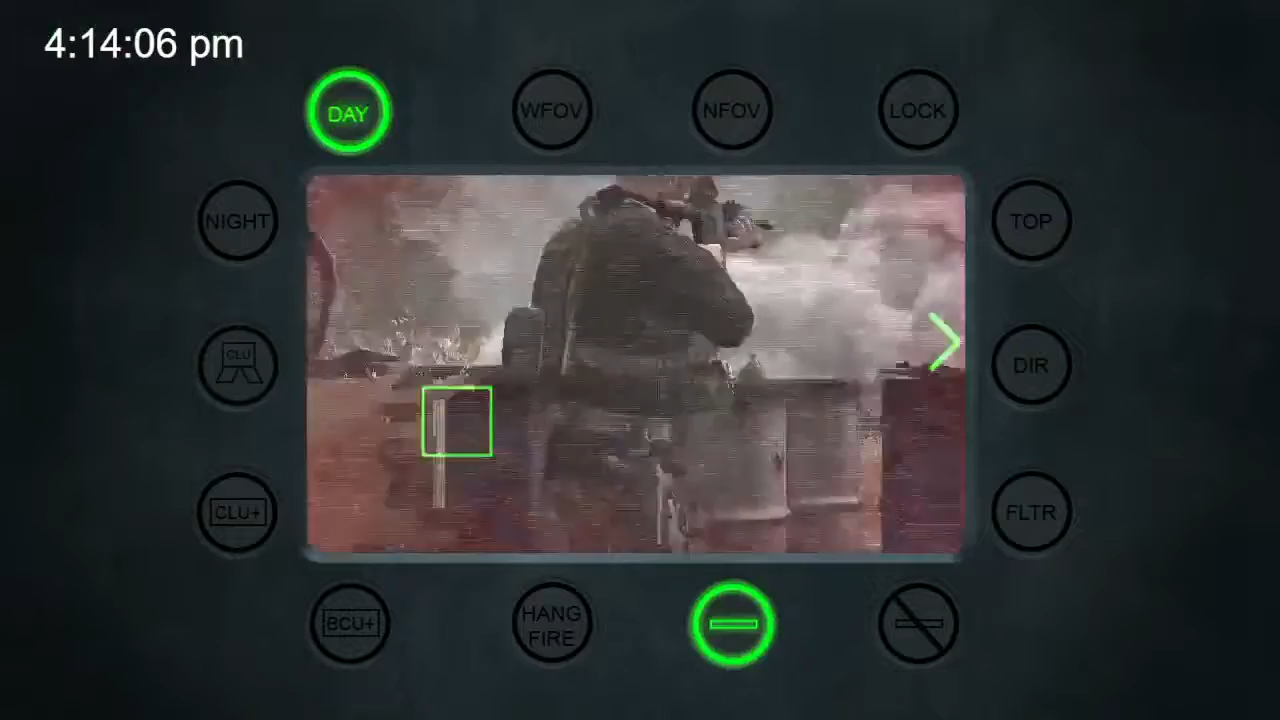 4:14:06 pm
DAY
WFOV
NFOV
LOCK
NIGHT
TOP
CLU
DIR
CLU+
FLTR
BCU+
HANG
FIRE